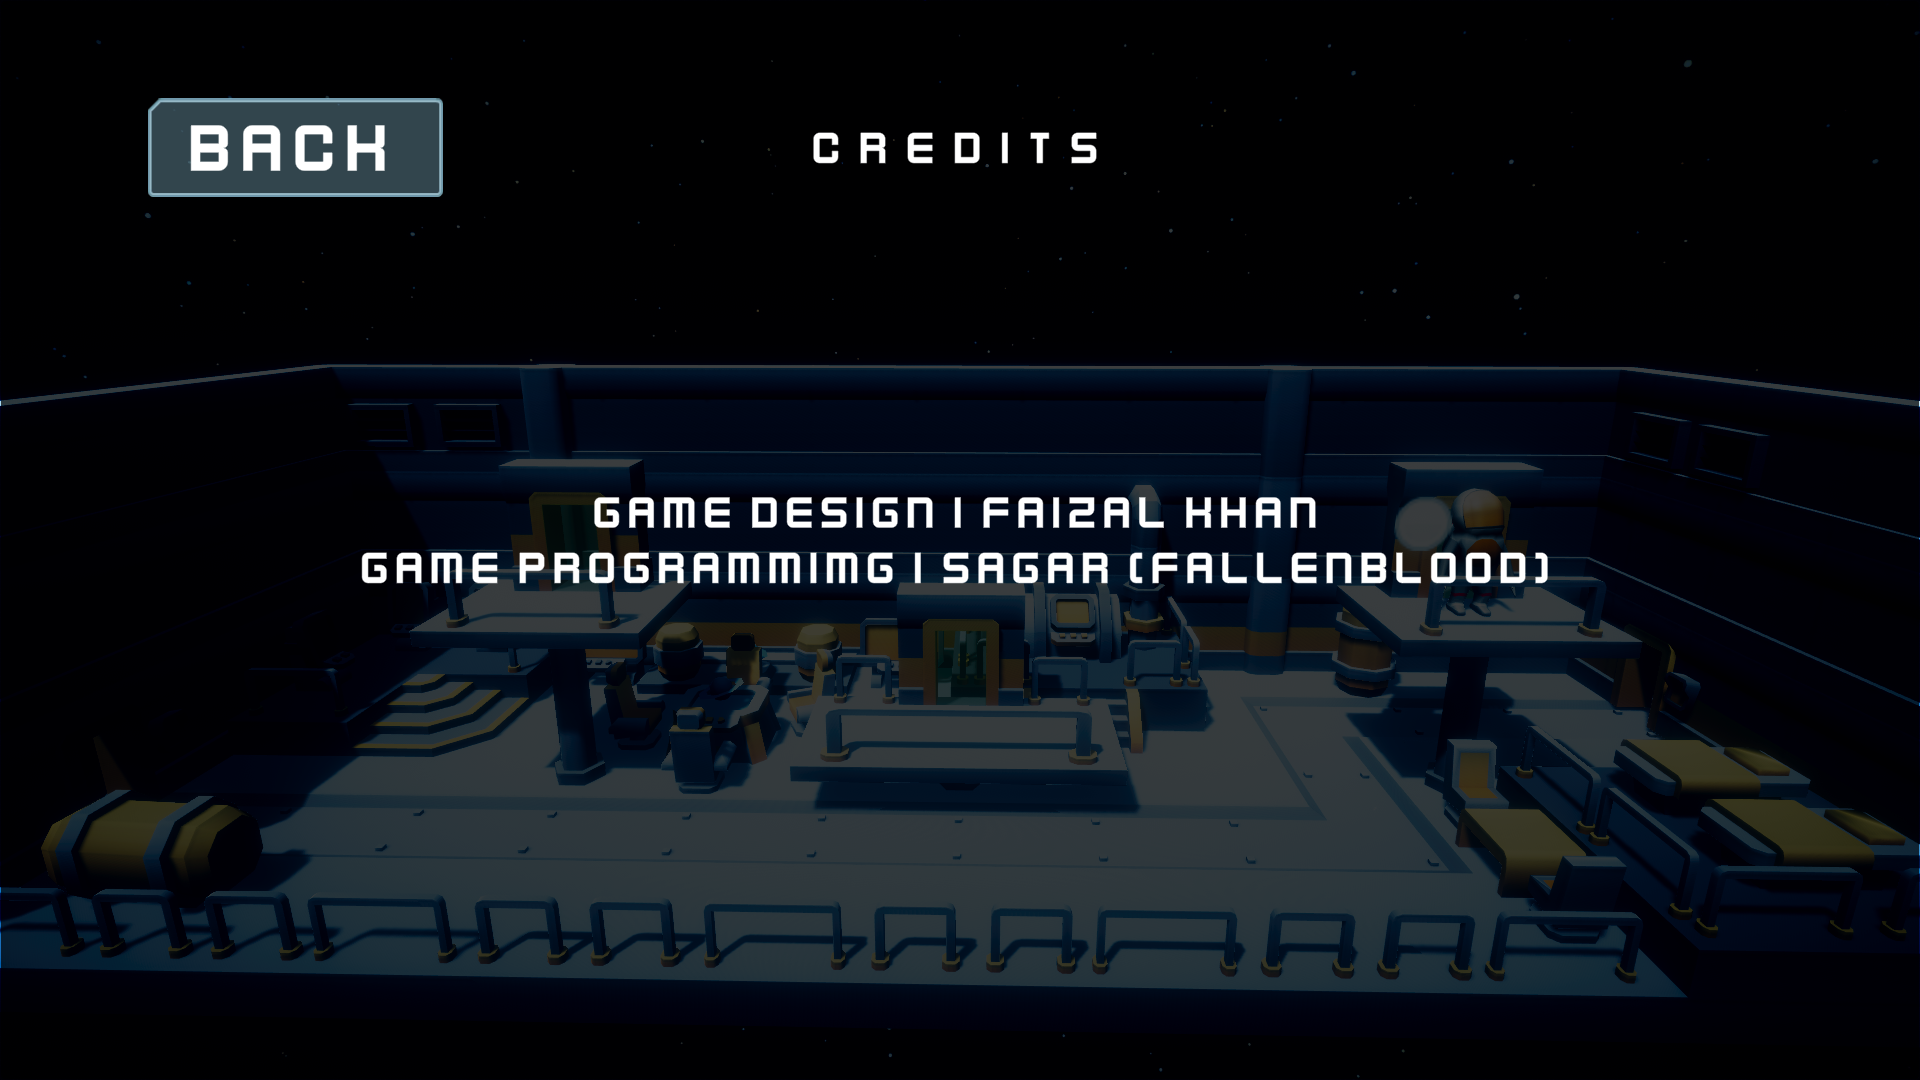 BACK
CREDITS
GAME DESIGN | FAIZAL KHAN
GAME PROGRAMMIMG | SAGAR (FALLENBLOOD)